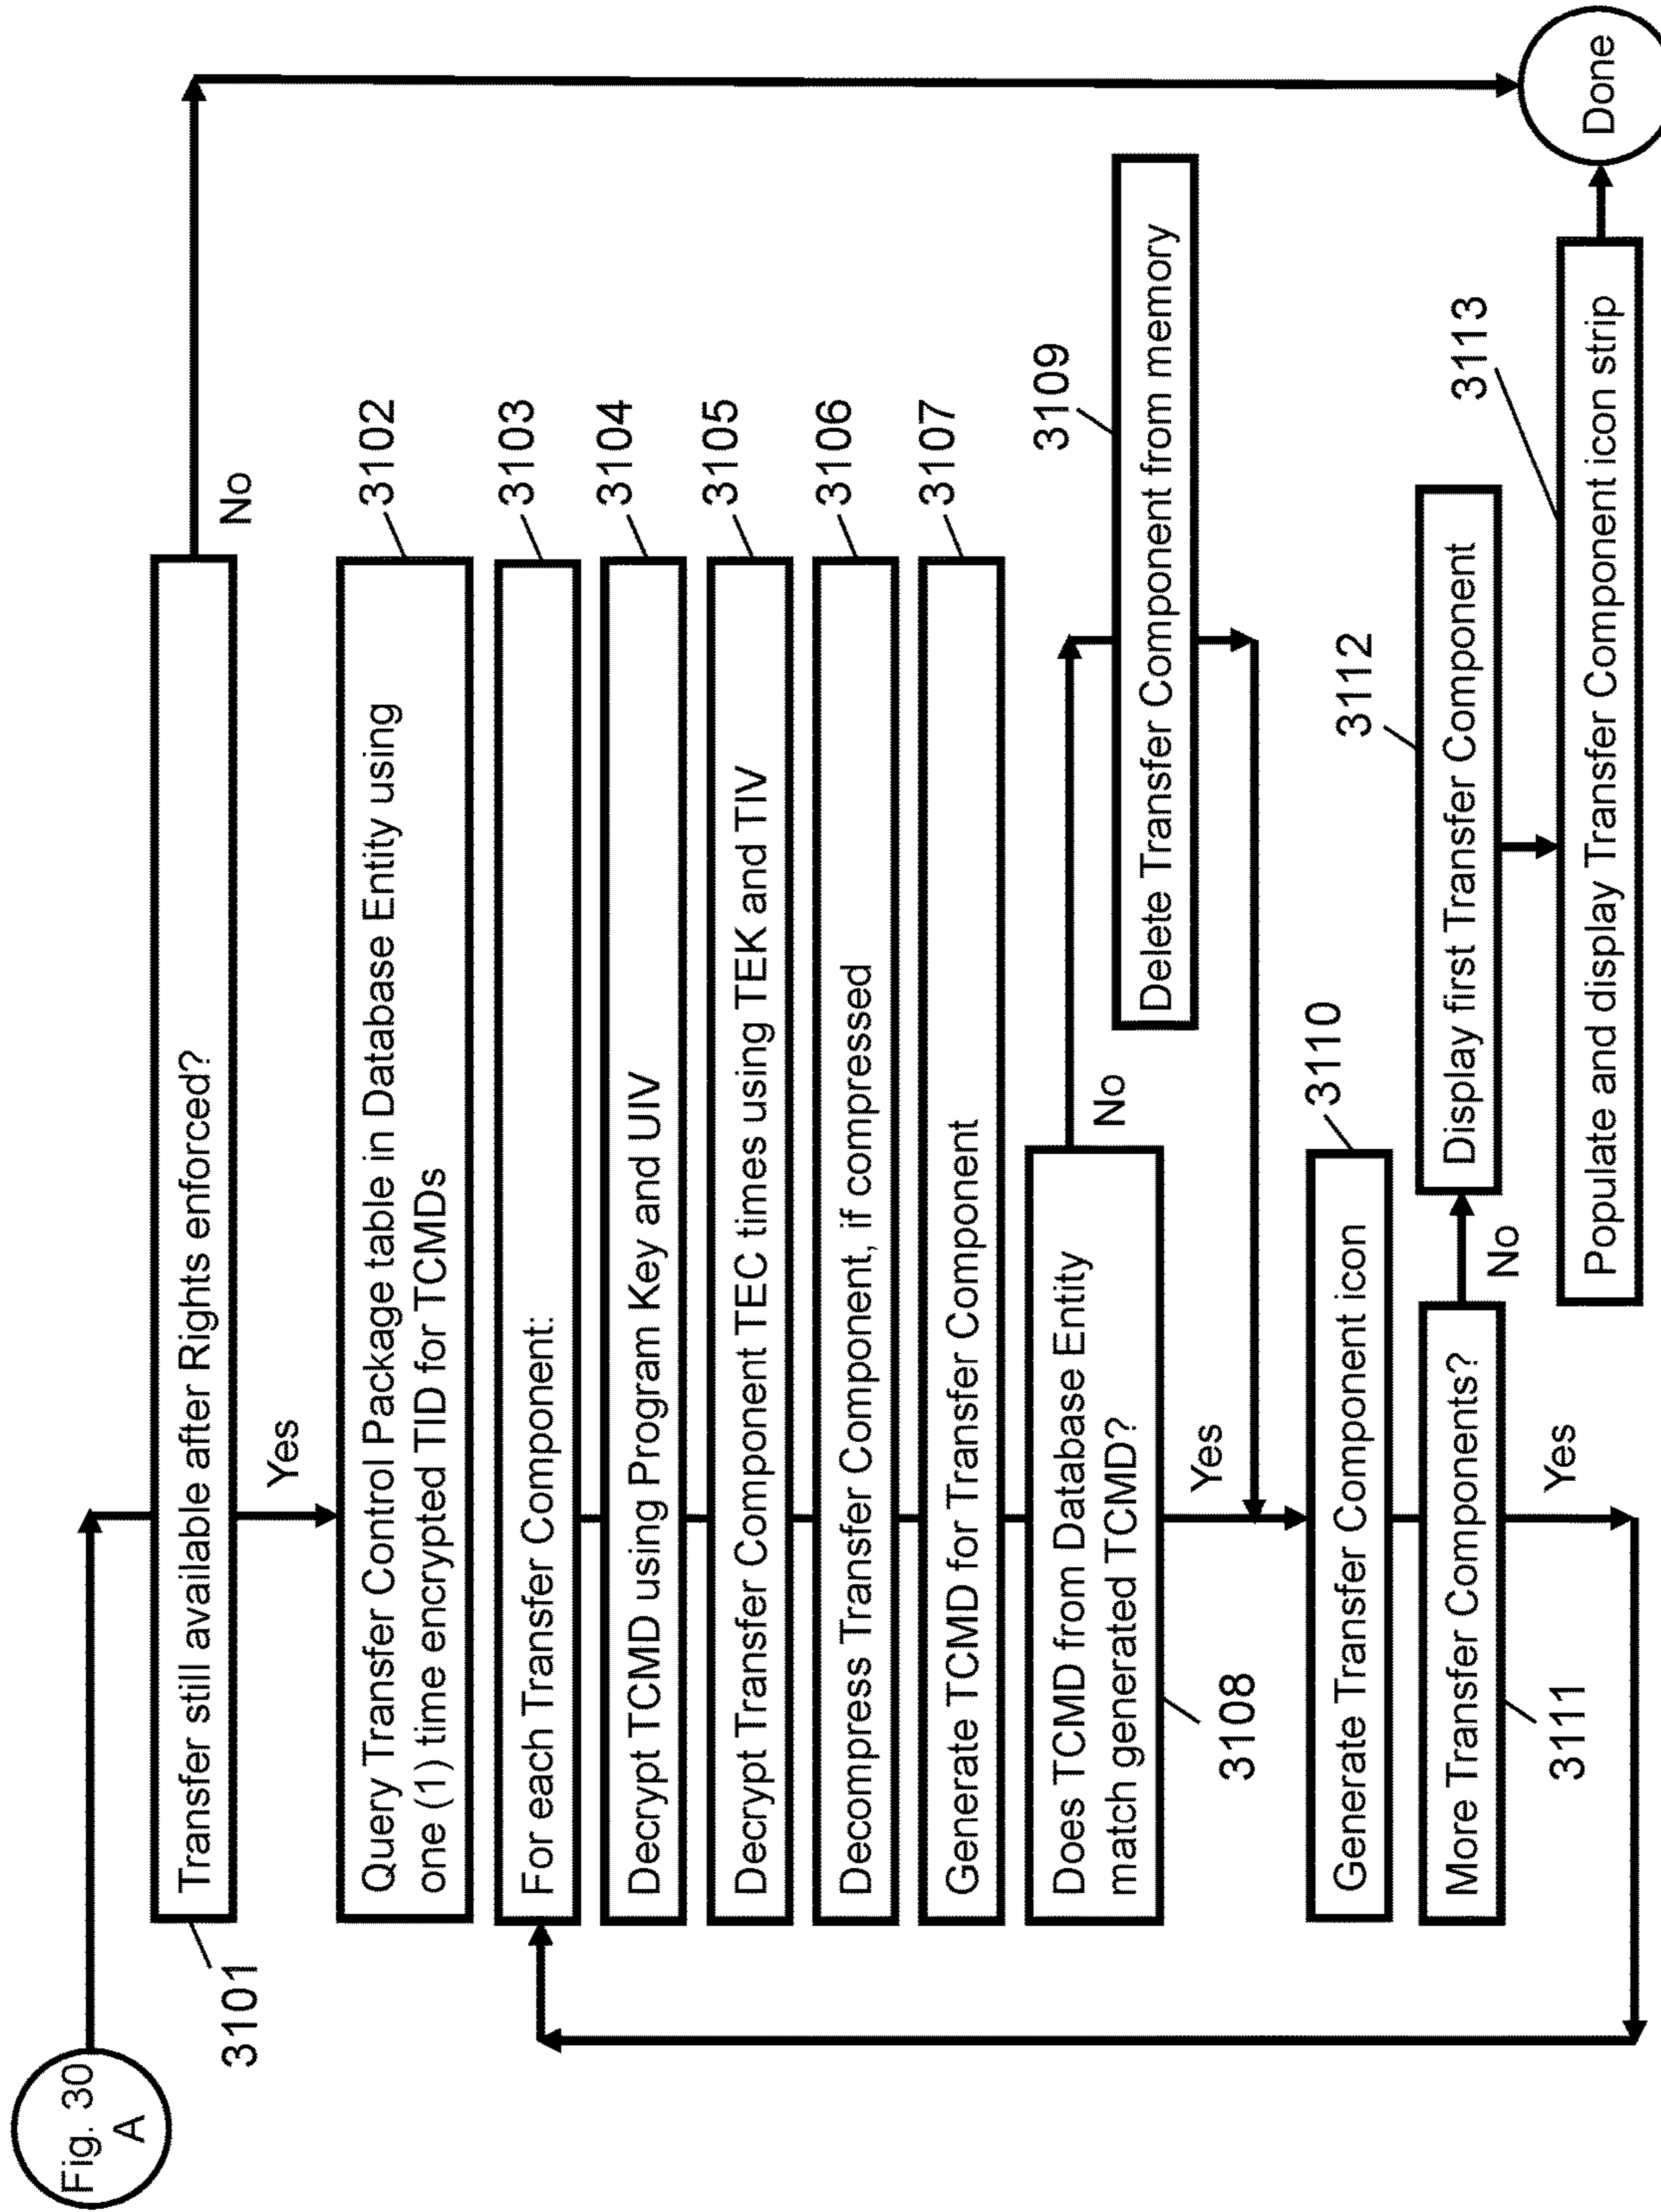 Fig. 30
A
Transfer still available after Rights enforced?
3101
No
Yes
Query Transfer Control Package table in Database Entity using
one (1) time encrypted TID for TCMDs
3102
For each Transfer Component:
3103
Decrypt TCMD using Program Key and UIV
3104
Decrypt Transfer Component TEC times using TEK and TIV
3105
Decompress Transfer Component, if compressed
3106
Generate TCMD for Transfer Component
3107
Does TCMD from Database Entity
match generated TCMD?
3108
No
Delete Transfer Component from memory
3109
Yes
Generate Transfer Component icon
3110
More Transfer Components?
3111
No
Display first Transfer Component
3112
Yes
Populate and display Transfer Component icon strip
3113
Done